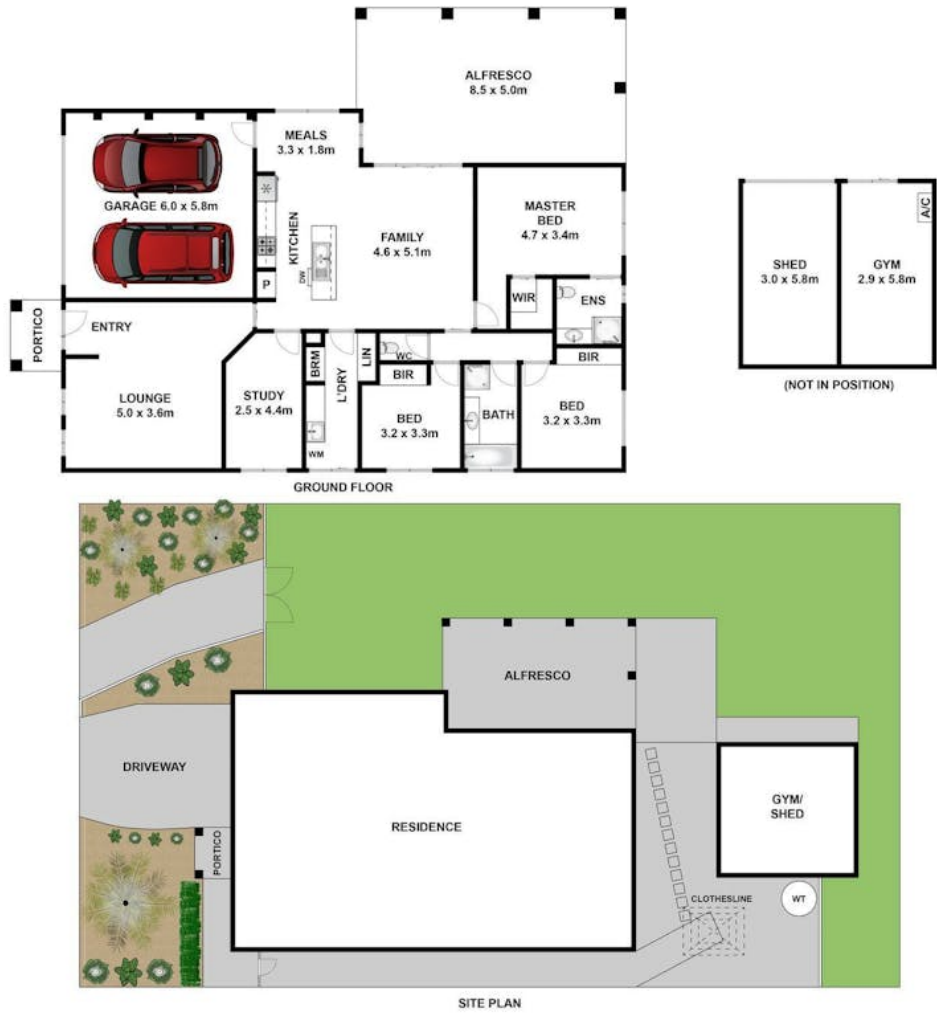 ALFRESCO
8.5 x 5.0m
MEALS
3.3 x 1.8m
GARAGE 6.0 x 5.8m
KITCHEN
DW
P
FAMILY
4.6 x 5.1m
MASTER
BED
4.7 x 3.4m
WIR
ENS
PORTICO
ENTRY
LOUNGE
5.0 x 3.6m
STUDY
2.5 x 4.4m
BRM
L'DRY
LIN
WM
WC
BIR
BED
3.2 x 3.3m
BATH
BIR
BED
3.2 x 3.3m
SHED
3.0 x 5.8m
GYM
2.9 x 5.8m
A/C
(NOT IN POSITION)
GROUND FLOOR
ALFRESCO
DRIVEWAY
PORTICO
RESIDENCE
GYM/
SHED
CLOTHESLINE
WT
SITE PLAN